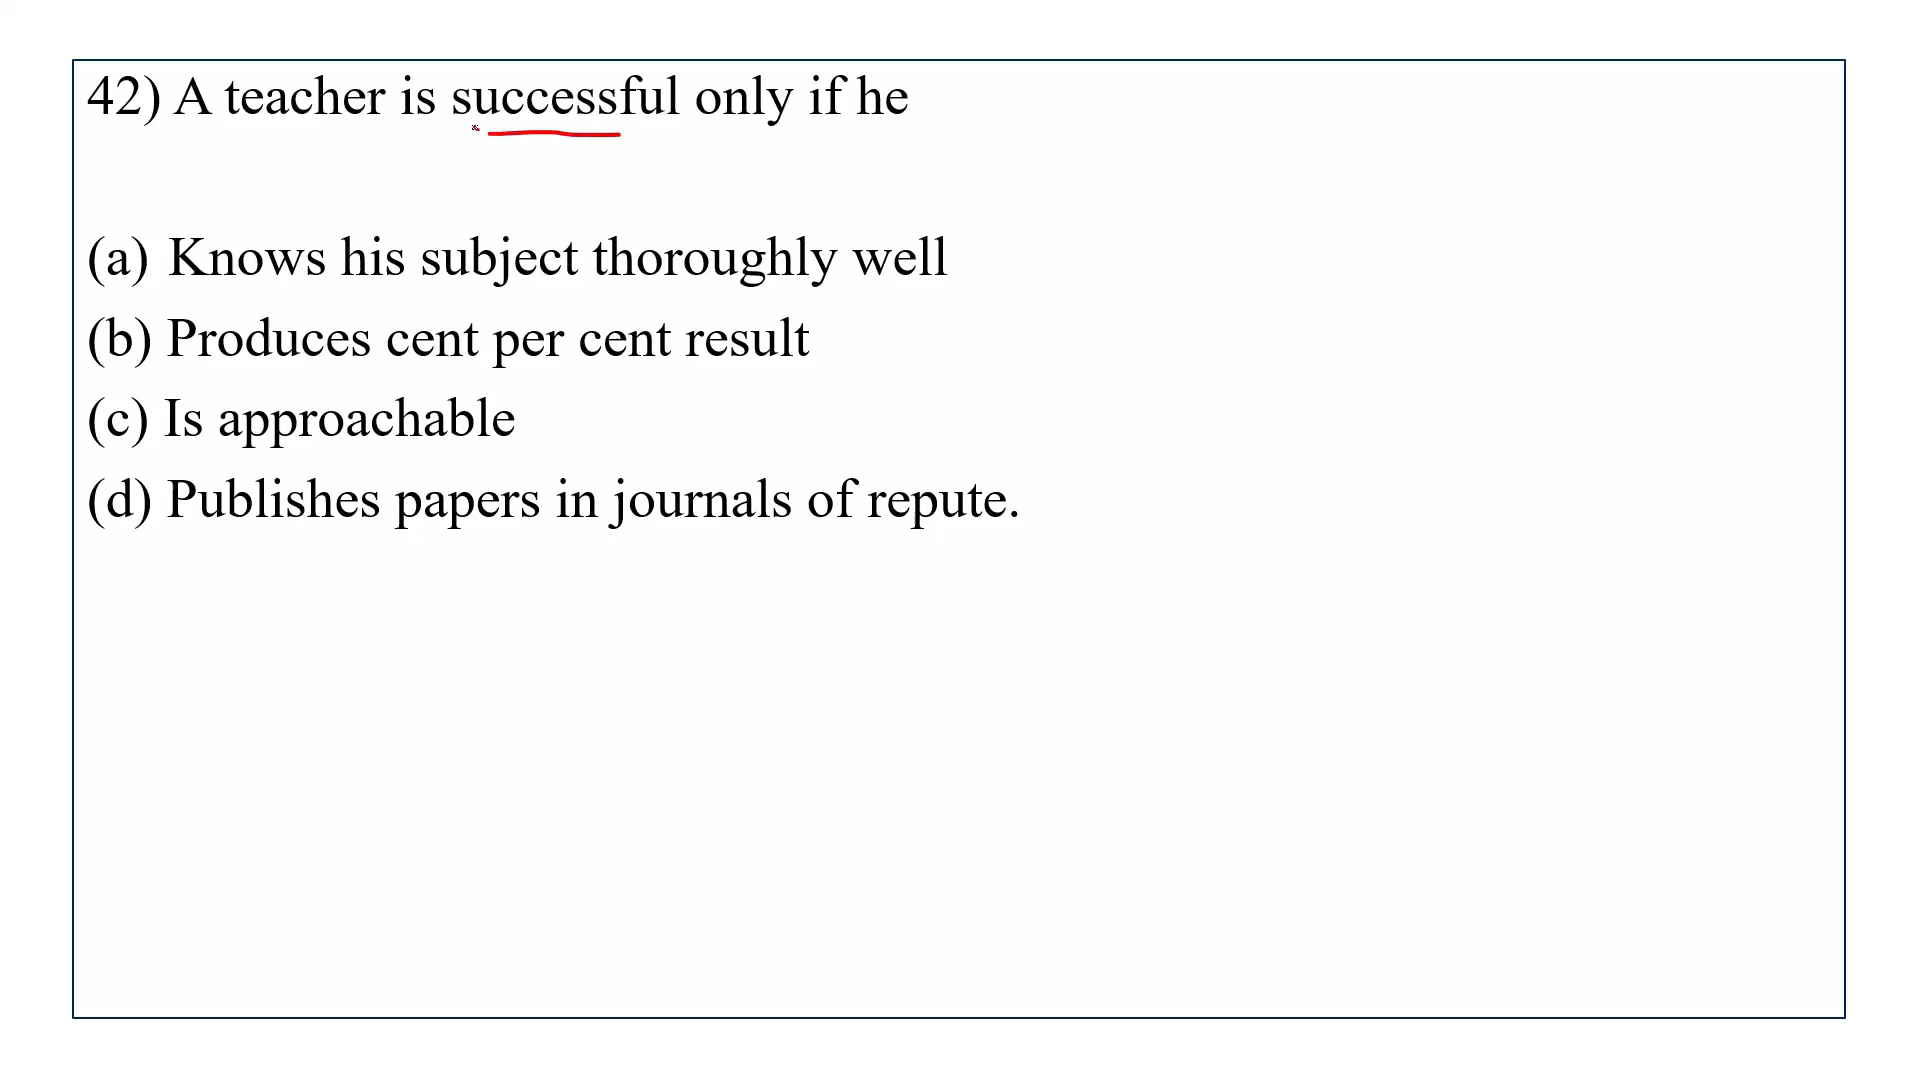 42) A teacher is successful only if he
(a) Knows his subject thoroughly well
(b) Produces cent per cent result
(c) Is approachable
(d) Publishes papers in journals of repute.